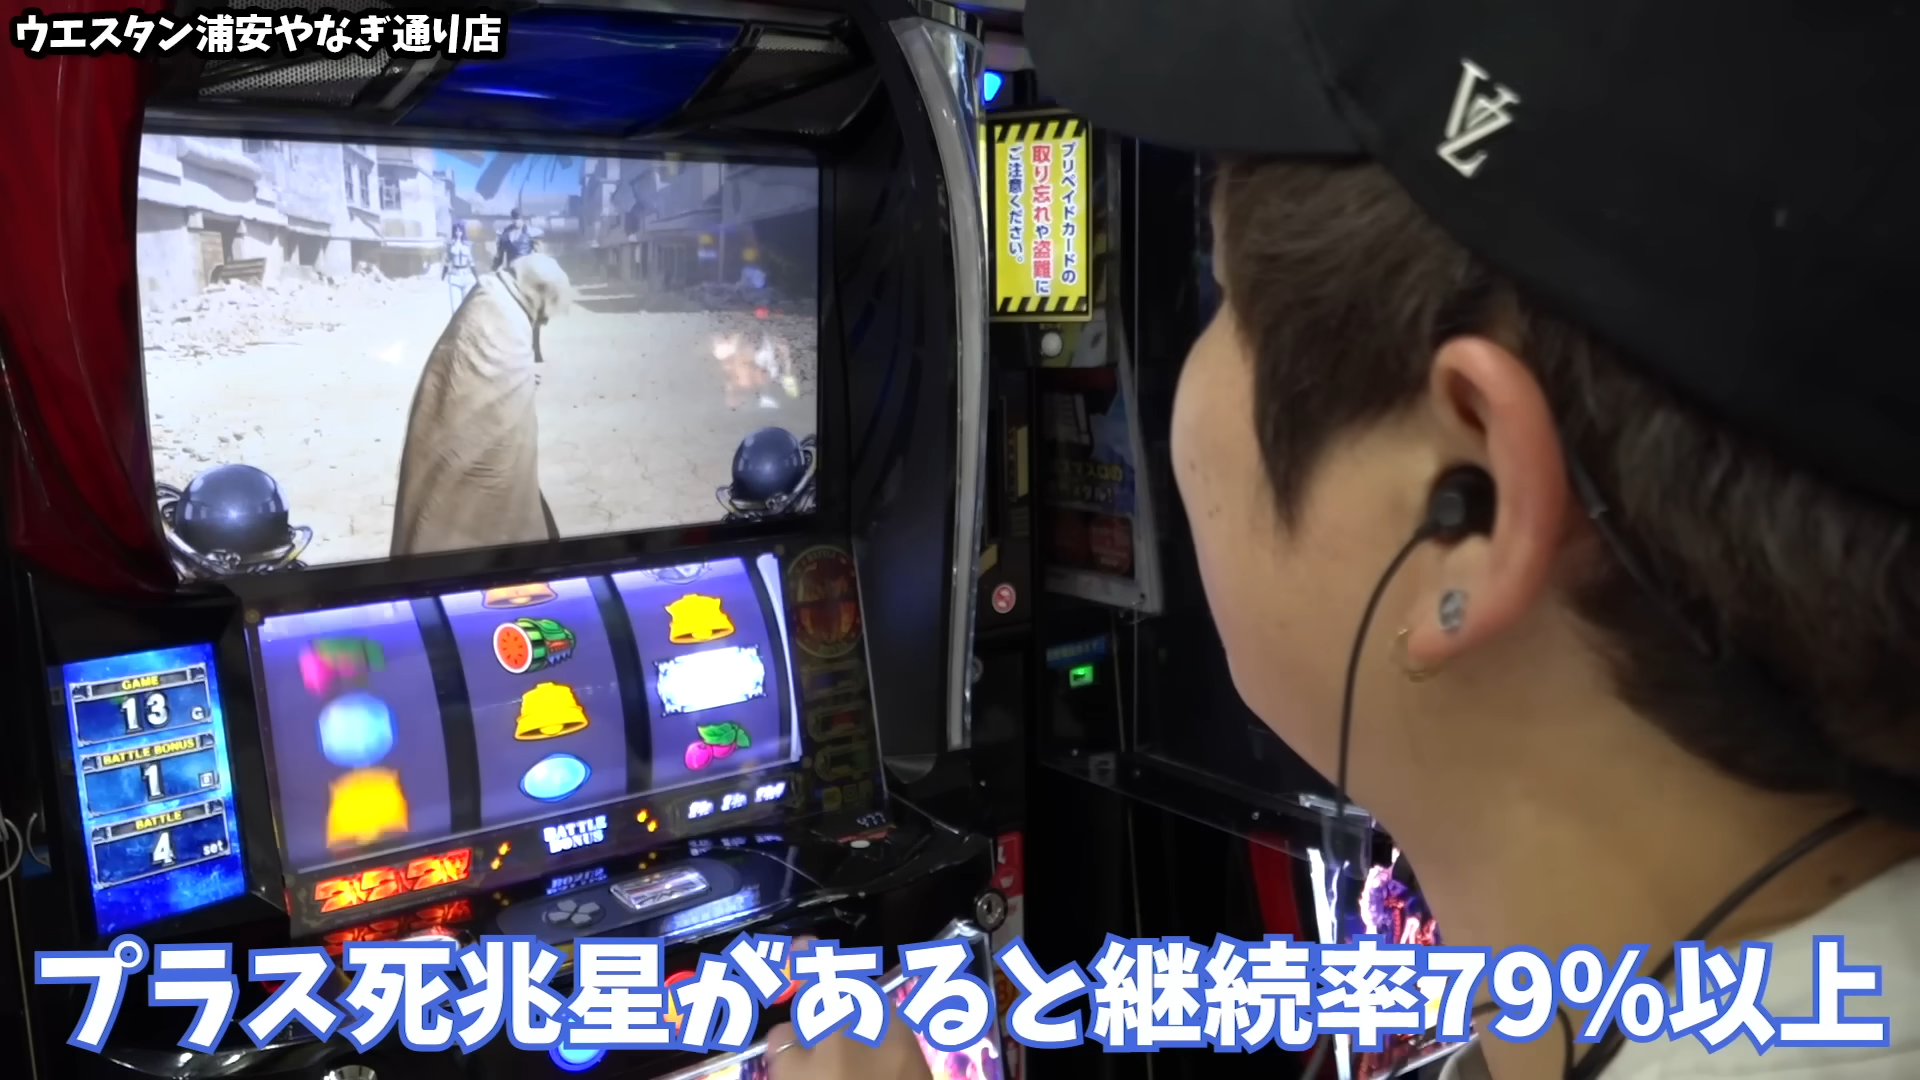 ウエスタン浦安やなぎ通り店
VZ
プリペイドカードの
取り忘れや盗難に
ご注意ください。
GAME
13 G
BATTLE BONUS
1
BATTLE
4 set
BATTLE
BONUS
477
プラス死兆星があると継続率79%以上